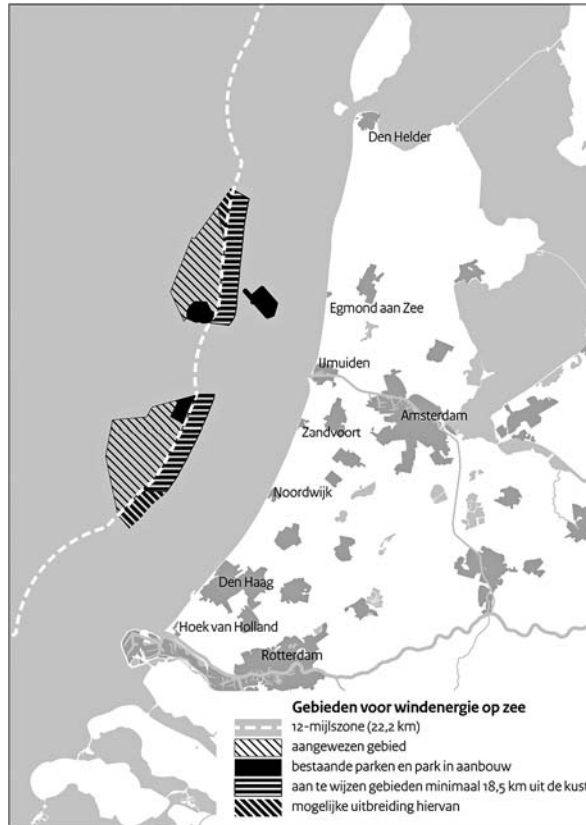 Den Helder
Egmond aan Zee
IJmuiden
Amsterdam
Zandvoort
Noordwijk
Den Haag
Hoek van Holland
Rotterdam
Gebieden voor windenergie op zee
12-mijlszone (22,2 km)
aangewezen gebied
bestaande parken en park in aanbouw
aan te wijzen gebieden minimaal 18,5 km uit de kust
mogelijke uitbreiding hiervan